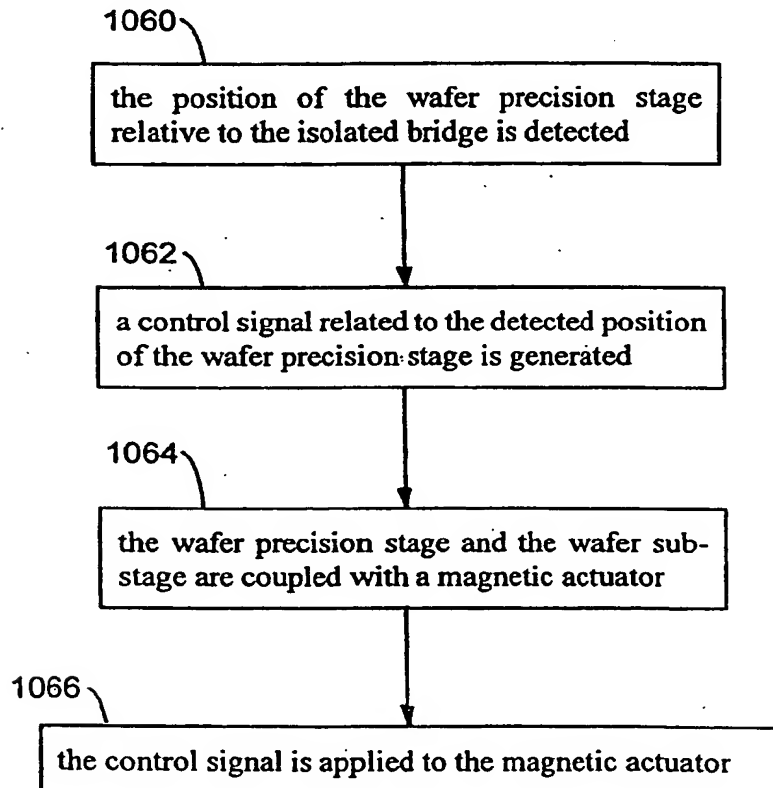 1060
the position of the wafer precision stage
relative to the isolated bridge is detected
1062
a control signal related to the detected position
of the wafer precision stage is generated
1064
the wafer precision stage and the wafer sub-
stage are coupled with a magnetic actuator
1066
the control signal is applied to the magnetic actuator